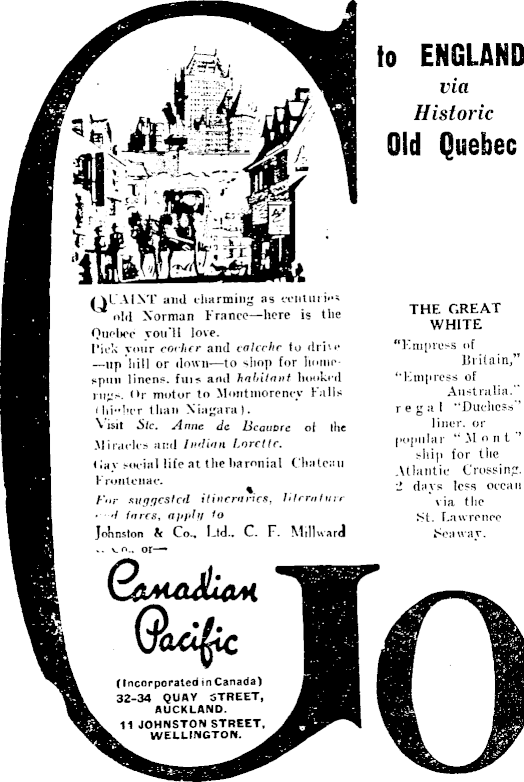 Go
to ENGLAND
via
Historic
Old Quebec
QUAINT and charming as centuries
old Norman France—here is the
Quebec you'll love.
Pick your cocher and caleche to drive
—up hill or down—to shop for home-
spun linens, furs and habitant hooked
rugs. Or motor to Montmorency Falls
(higher than Niagara).
Visit Ste. Anne de Beaupre of the
Miracles and Indian Lorette.
Gay social life at the baronial Chateau
Frontenac.
For suggested itineraries, literature
and fares, apply to
Johnston & Co., Ltd., C. F. Millward
Co., or—
Canadian
Pacific
(Incorporated in Canada)
32-34 QUAY STREET,
AUCKLAND.
11 JOHNSTON STREET,
WELLINGTON.
THE GREAT
WHITE
"Empress of
Britain,"
"Empress of
Australia,"
regal "Duchess"
liner, or
popular "Mont"
ship for the
Atlantic Crossing.
2 days less ocean
via the
St. Lawrence
Seaway.